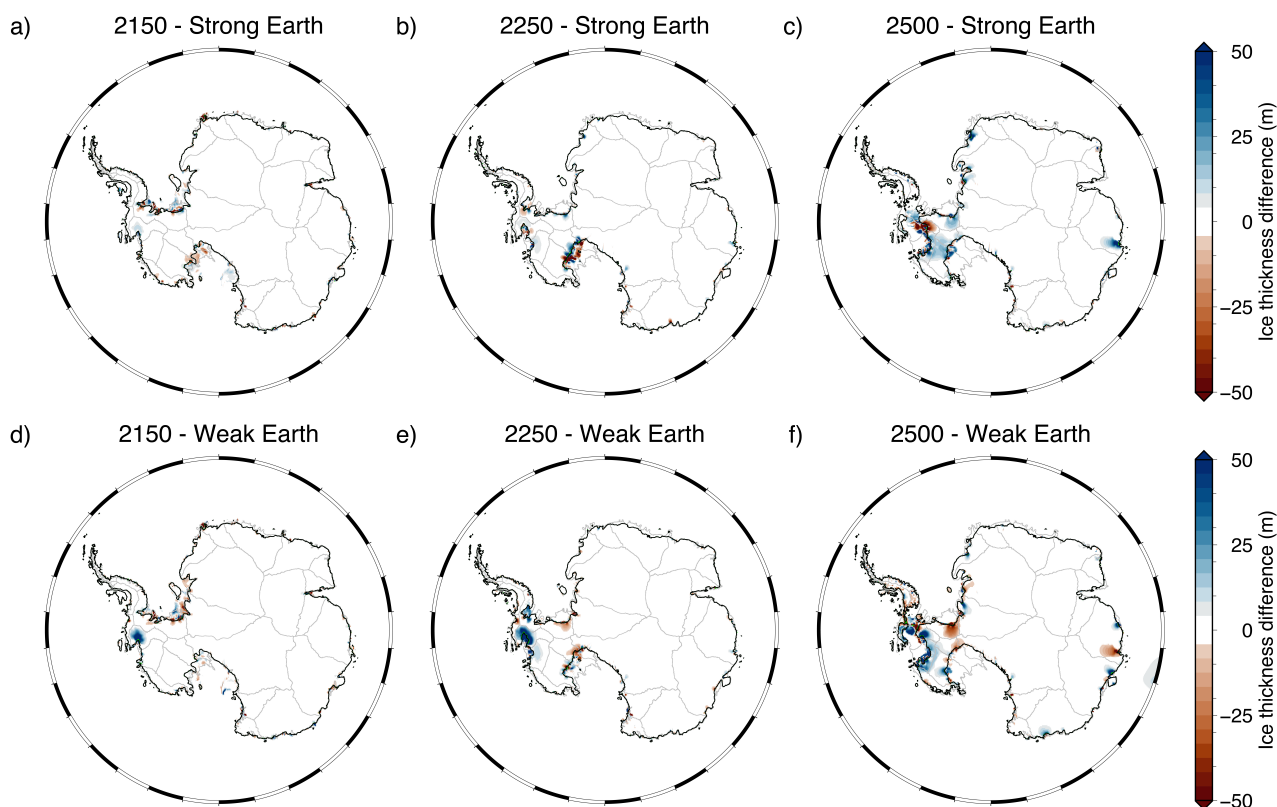 a) 2150 - Strong Earth
b) 2250 - Strong Earth
c) 2500 - Strong Earth
50
25
0
−25
−50
Ice thickness difference (m)
d) 2150 - Weak Earth
e) 2250 - Weak Earth
f) 2500 - Weak Earth
50
25
0
−25
−50
Ice thickness difference (m)